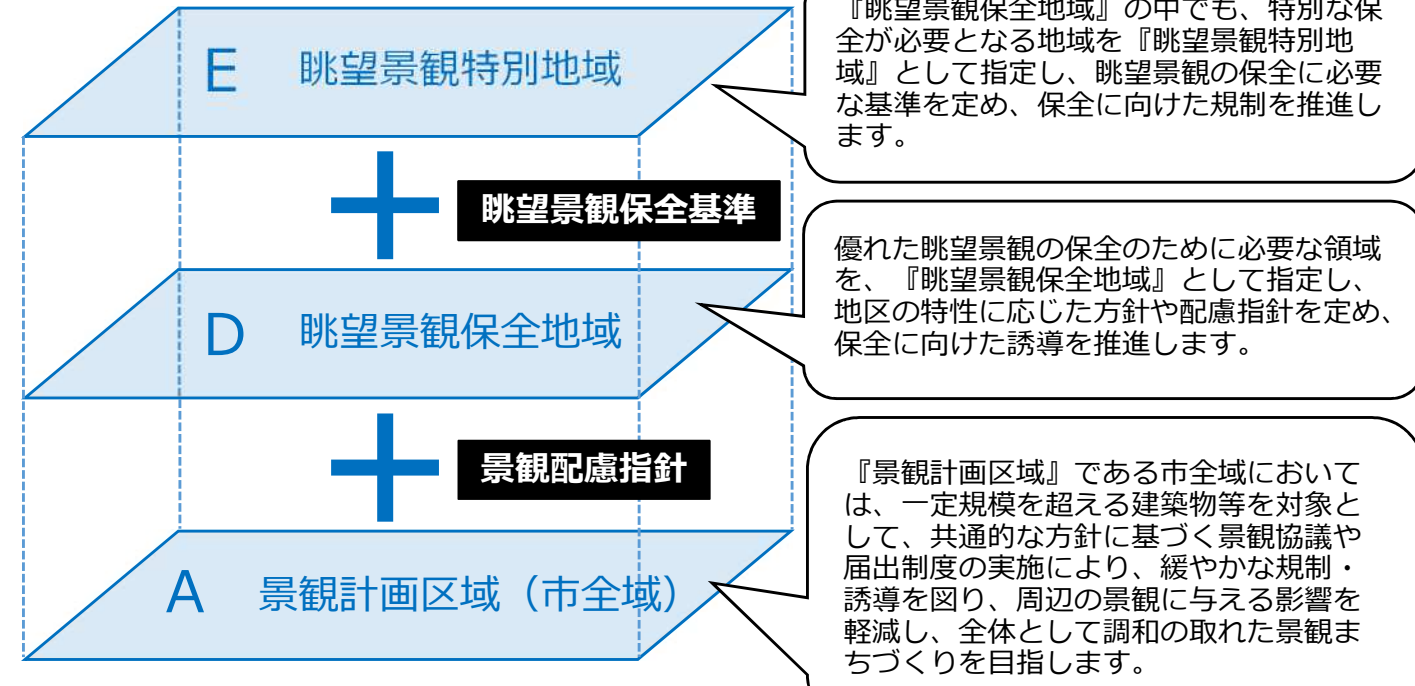 E 眺望景観特別地域
『眺望景観保全地域』の中でも、特別な保
全が必要となる地域を『眺望景観特別地
域』として指定し、眺望景観の保全に必要
な基準を定め、保全に向けた規制を推進し
ます。
眺望景観保全基準
D 眺望景観保全地域
優れた眺望景観の保全のために必要な領域
を、『眺望景観保全地域』として指定し、
地区の特性に応じた方針や配慮指針を定め、
保全に向けた誘導を推進します。
景観配慮指針
A 景観計画区域（市全域）
『景観計画区域』である市全域において
は、一定規模を超える建築物等を対象と
して、共通的な方針に基づく景観協議や
届出制度の実施により、緩やかな規制・
誘導を図り、周辺の景観に与える影響を
軽減し、全体として調和の取れた景観ま
ちづくりを目指します。